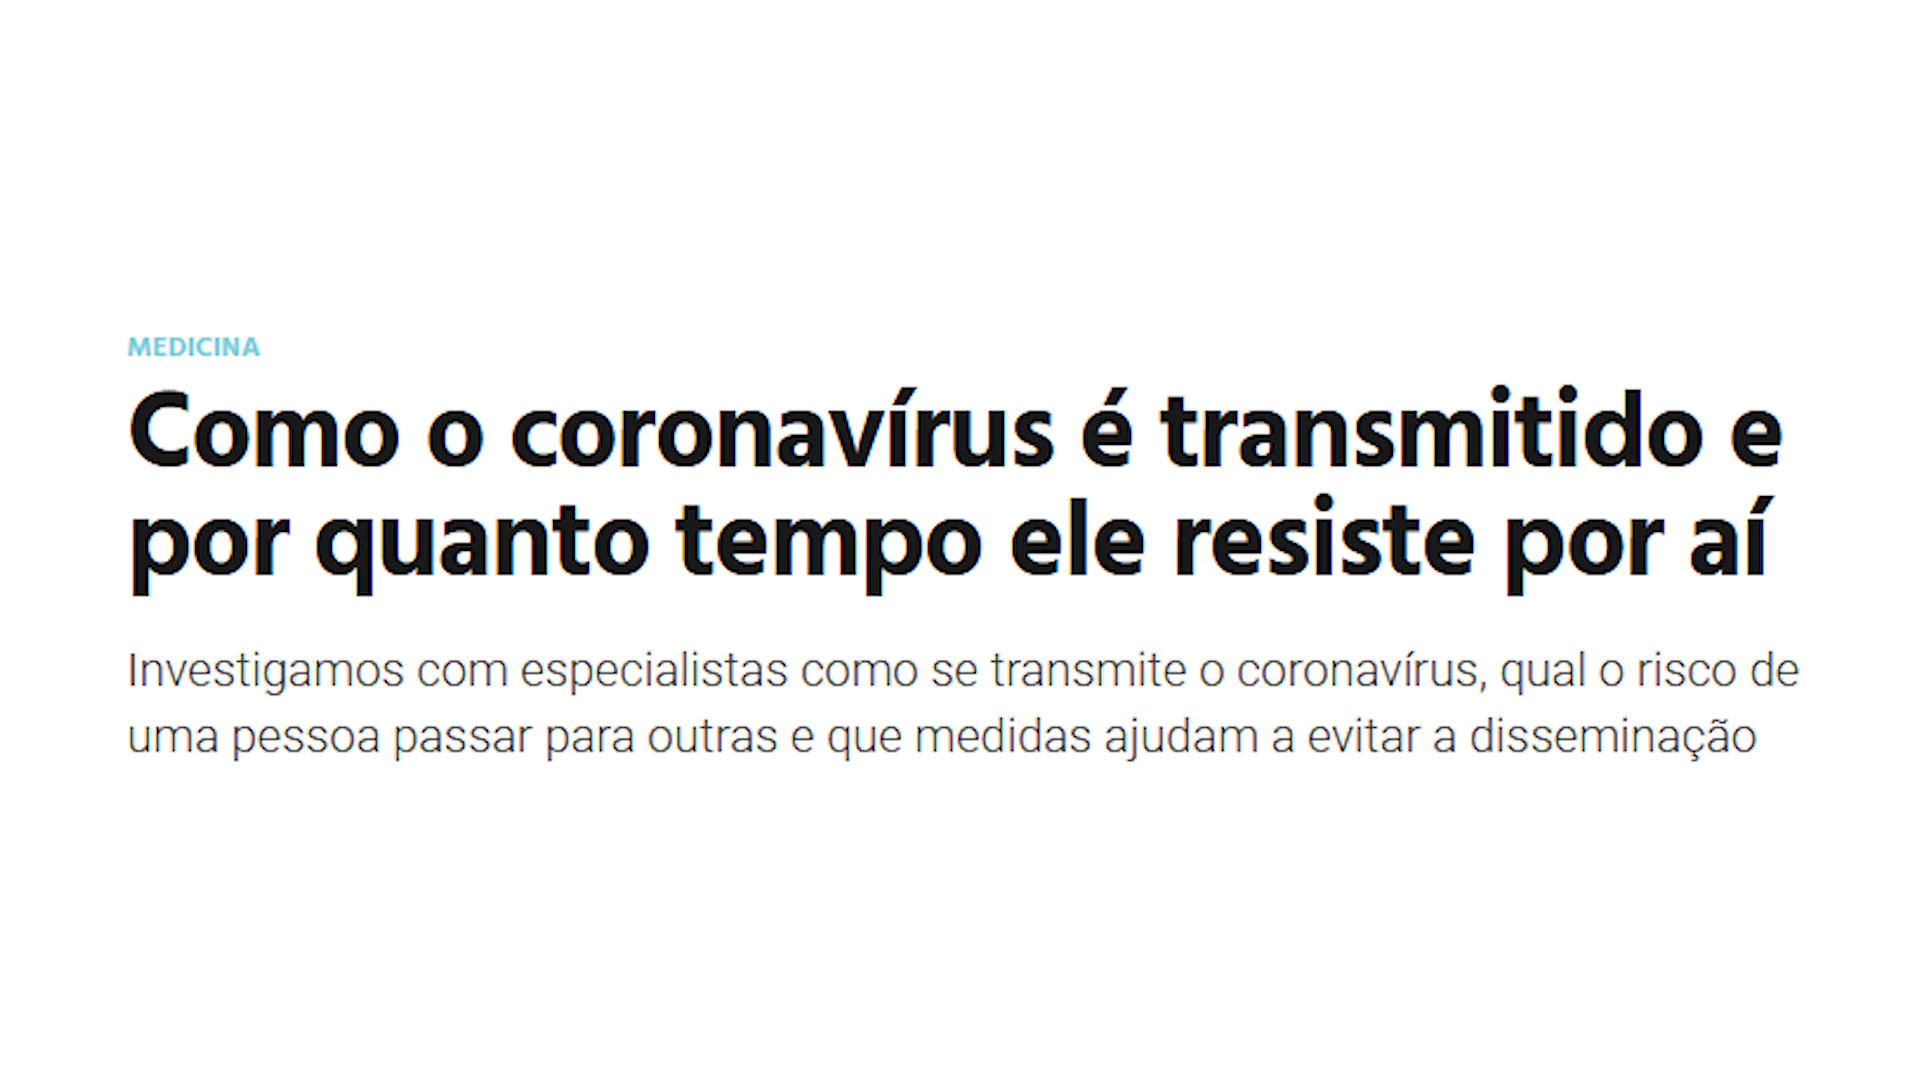 MEDICINA
Como o coronavírus é transmitido e
por quanto tempo ele resiste por aí
Investigamos com especialistas como se transmite o coronavírus, qual o risco de
uma pessoa passar para outras e que medidas ajudam a evitar a disseminação